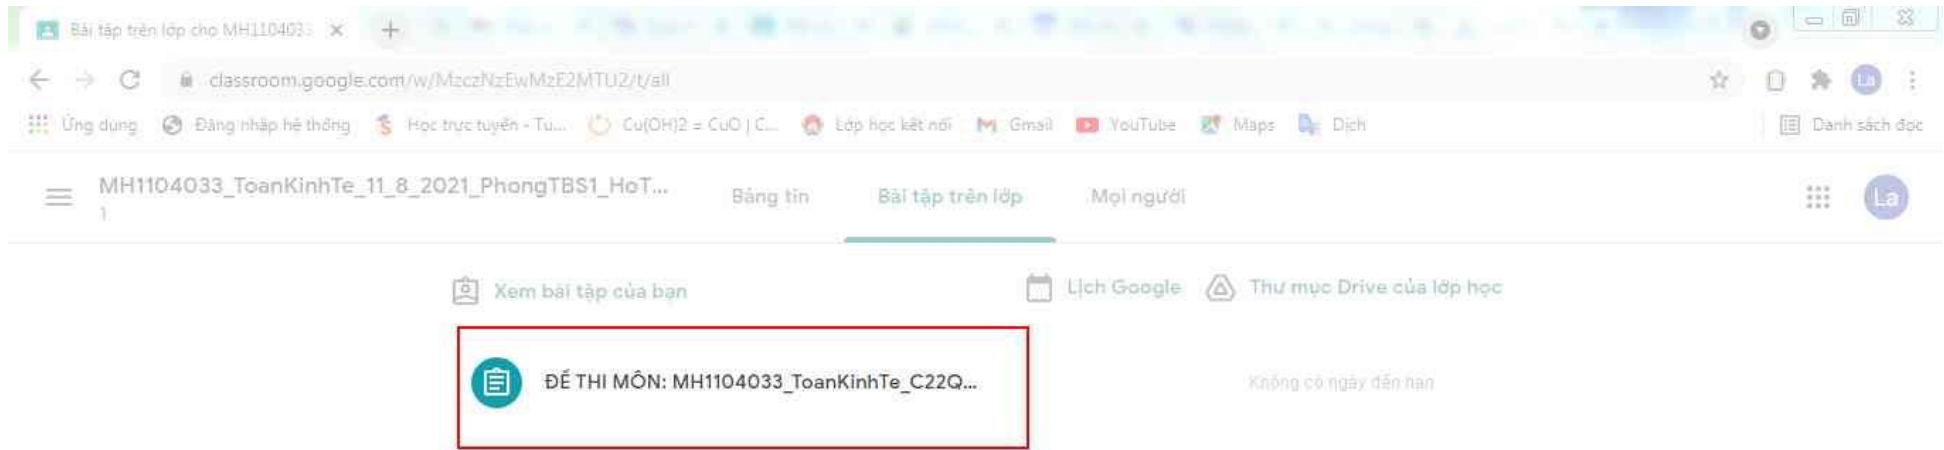 Bài tập trên lớp cho MH1104033
classroom.google.com/w/MzczNzEwMzE2MTU2/t/all
Ứng dụng Đăng nhập hệ thống Học trực tuyến - Tu... Cu(OH)2 = CuO | C... Lớp học kết nối Gmail YouTube Maps Dịch Danh sách đọc
MH1104033_ToanKinhTe_11_8_2021_PhongTBS1_HoT... Bảng tin Bài tập trên lớp Mọi người La
1
Xem bài tập của bạn Lịch Google Thư mục Drive của lớp học
ĐỀ THI MÔN: MH1104033_ToanKinhTe_C22Q... Không có ngày đến hạn